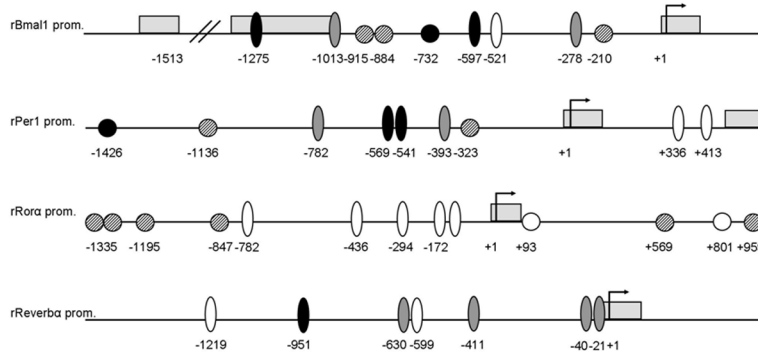 rBmal1 prom.
-1513 -1275 -1013 -915 -884 -732 -597 -521 -278 -210 +1
rPer1 prom.
-1426 -1136 -782 -569 -541 -393 -323 +1 +336 +413
rRorα prom.
-1335 -1195 -847 -782 -436 -294 -172 +1 +93 +569 +801 +959
rReverbα prom.
-1219 -951 -630 -599 -411 -40 -21 +1